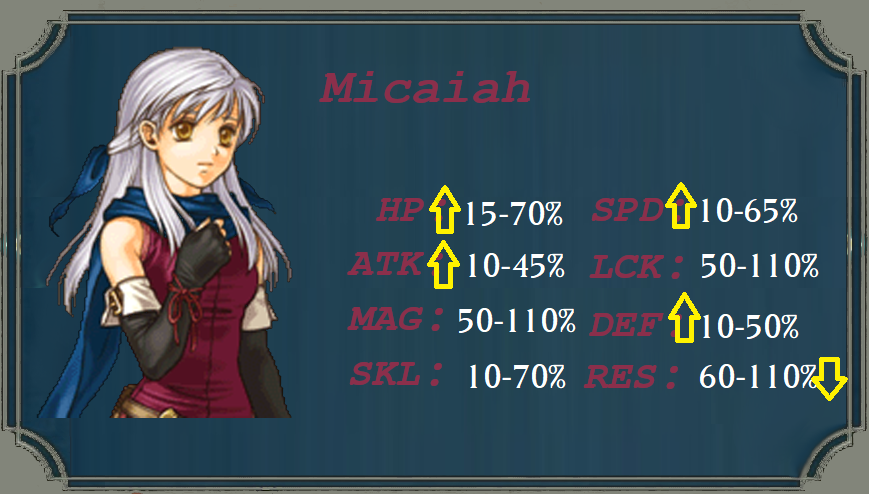 Micaiah
HP: 15-70% SPD: 10-65%
ATK: 10-45% LCK: 50-110%
MAG: 50-110% DEF: 10-50%
SKL: 10-70% RES: 60-110%